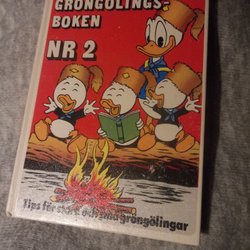 GRÖNGÖLINGS-
BOKEN
NR 2
Tips för stora och små gröngölingar